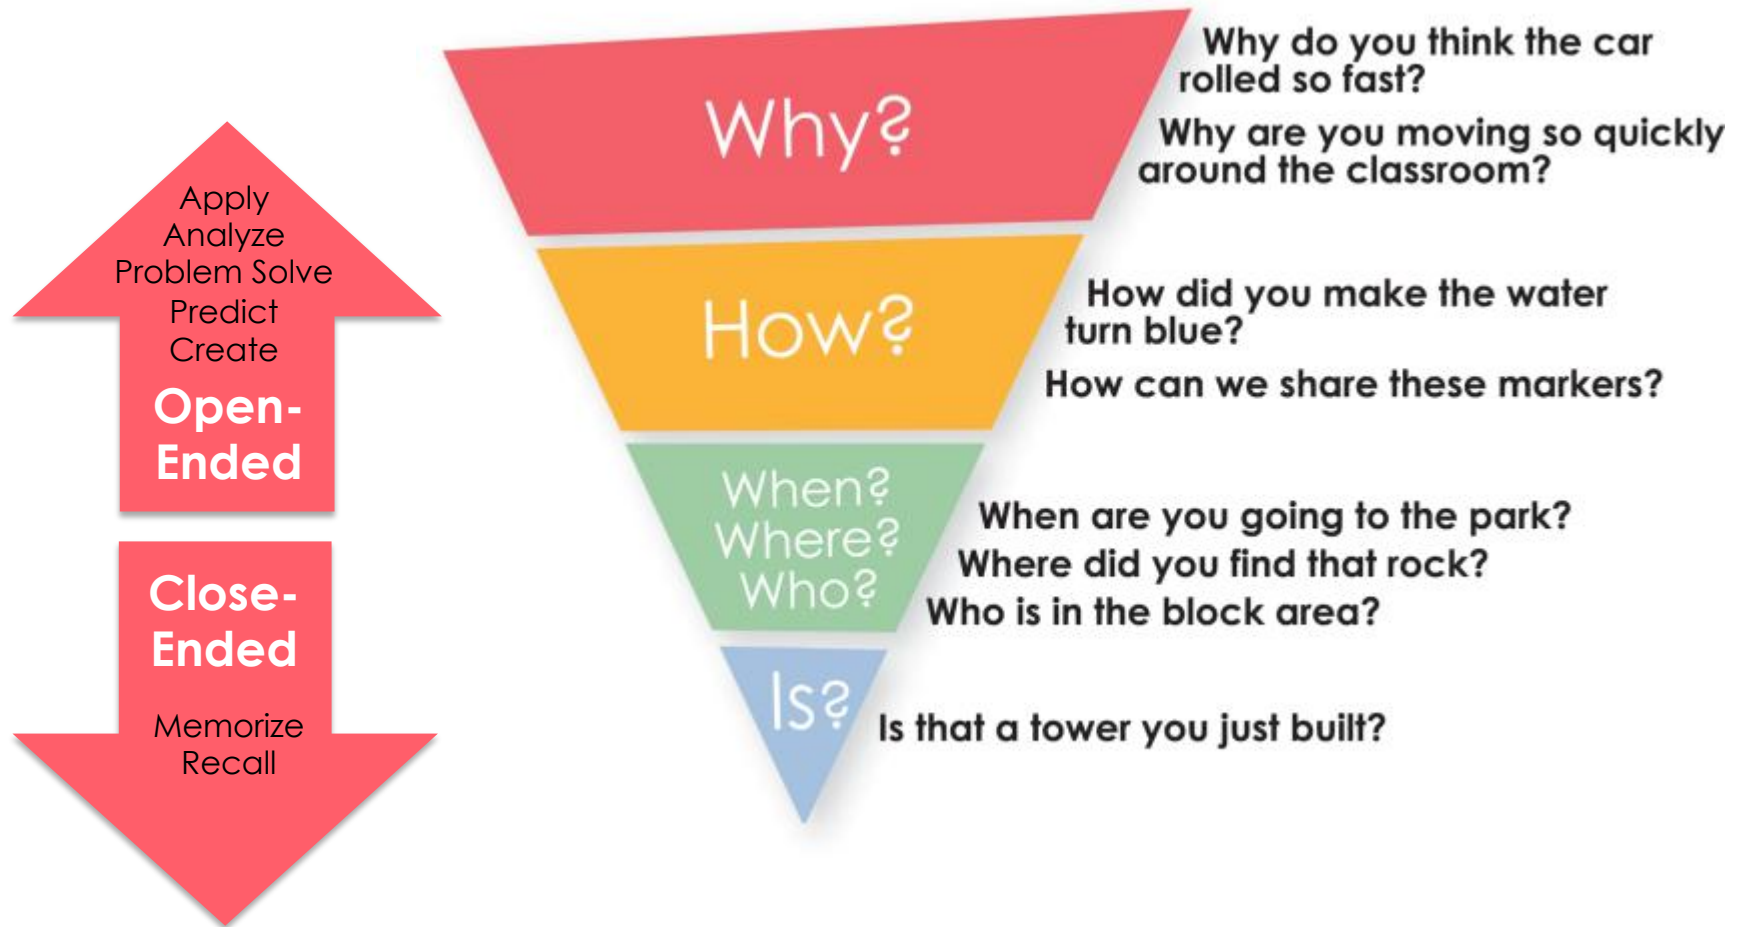 Apply
Analyze
Problem Solve
Predict
Create
Open-
Ended
Close-
Ended
Memorize
Recall
Why?
Why do you think the car
rolled so fast?
Why are you moving so quickly
around the classroom?
How?
How did you make the water
turn blue?
How can we share these markers?
When?
Where?
Who?
When are you going to the park?
Where did you find that rock?
Who is in the block area?
Is?
Is that a tower you just built?